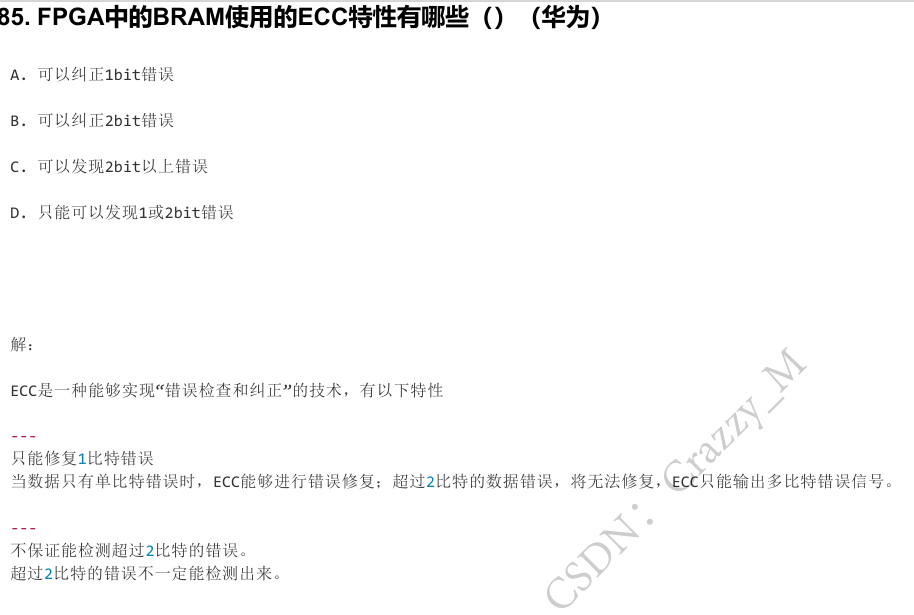 85. FPGA中的BRAM使用的ECC特性有哪些（）（华为）
A. 可以纠正1bit错误
B. 可以纠正2bit错误
C. 可以发现2bit以上错误
D. 只能可以发现1或2bit错误
解：
ECC是一种能够实现“错误检查和纠正”的技术，有以下特性
---
只能修复1比特错误
当数据只有单比特错误时，ECC能够进行错误修复；超过2比特的数据错误，将无法修复，ECC只能输出多比特错误信号。
---
不保证能检测超过2比特的错误。
超过2比特的错误不一定能检测出来。
CSDN：Crazzy_M